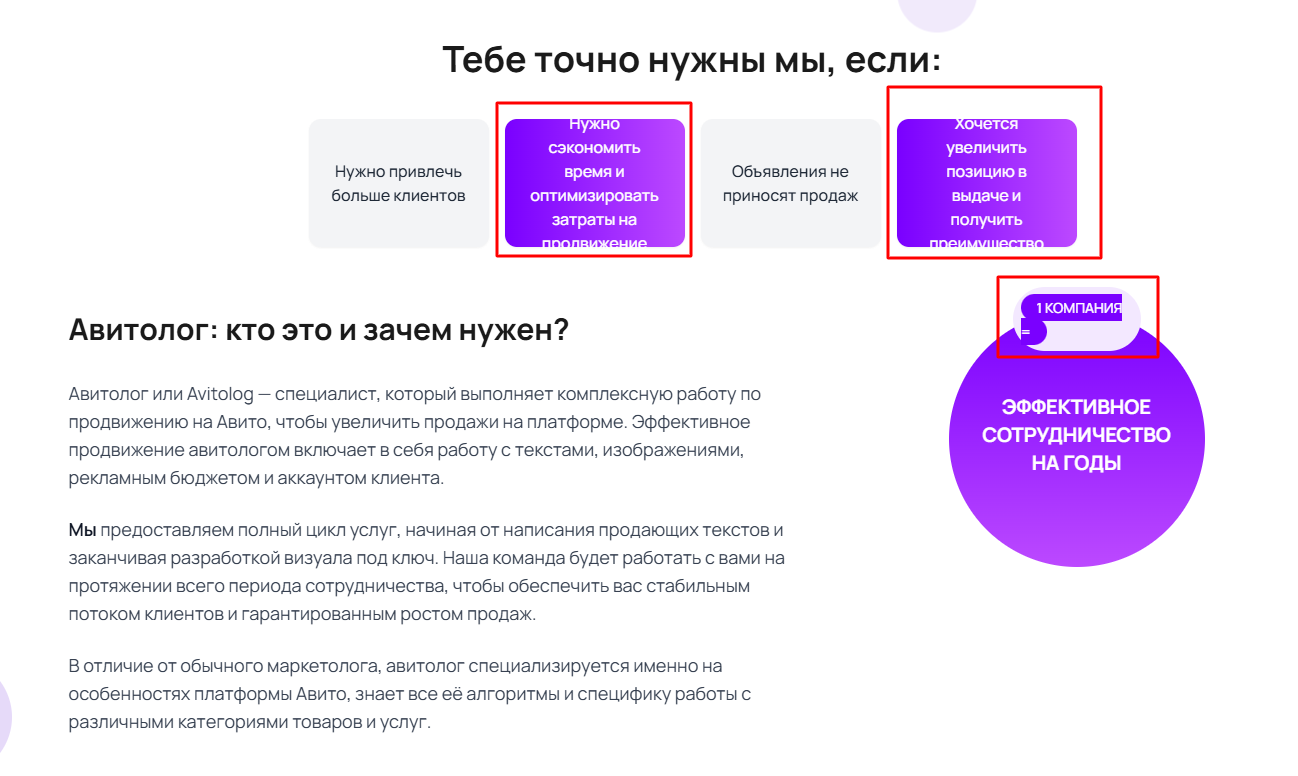 Тебе точно нужны мы, если:
Нужно привлечь
больше клиентов
Нужно
сэкономить
время и
оптимизировать
затраты на
продвижение
Объявления не
приносят продаж
Хочется
увеличить
позицию в
выдаче и
получить
преимущество
Авитолог: кто это и зачем нужен?
Авитолог или Avitolog — специалист, который выполняет комплексную работу по
продвижению на Авито, чтобы увеличить продажи на платформе. Эффективное
продвижение авитологом включает в себя работу с текстами, изображениями,
рекламным бюджетом и аккаунтом клиента.
Мы предоставляем полный цикл услуг, начиная от написания продающих текстов и
заканчивая разработкой визуала под ключ. Наша команда будет работать с вами на
протяжении всего периода сотрудничества, чтобы обеспечить вас стабильным
потоком клиентов и гарантированным ростом продаж.
В отличие от обычного маркетолога, авитолог специализируется именно на
особенностях платформы Авито, знает все её алгоритмы и специфику работы с
различными категориями товаров и услуг.
1 КОМПАНИЯ
=
ЭФФЕКТИВНОЕ
СОТРУДНИЧЕСТВО
НА ГОДЫ